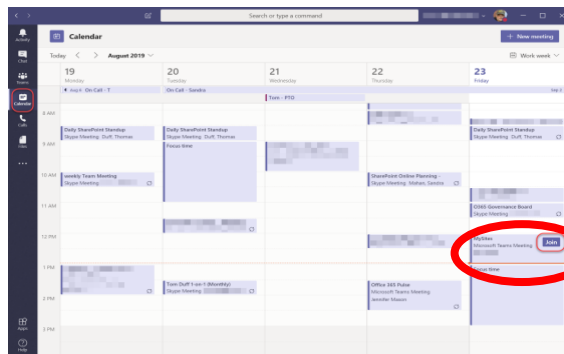 Search or type a command
Activity
Calendar
+ New meeting
Chat
Today
August 2019
Work week
Teams
19
Monday
20
Tuesday
21
Wednesday
22
Thursday
23
Friday
Calendar
On Call - T
On Call - Sandra
Tom - PTO
Calls
Files
8 AM
Daily SharePoint Standup
Skype Meeting Duff, Thomas
Daily SharePoint Standup
Skype Meeting Duff, Thomas
Daily SharePoint Standup
Skype Meeting Duff, Thomas
9 AM
Focus time
10 AM
weekly Team Meeting
Skype Meeting
SharePoint Online Planning -
Skype Meeting Mahan, Sandra
11 AM
O365 Governance Board
Skype Meeting
12 PM
MySites
Microsoft Teams Meeting
Join
1 PM
Focus time
Tom Duff 1-on-1 (Monthly)
Skype Meeting
Office 365 Pulse
Microsoft Teams Meeting
Jennifer Mason
2 PM
Apps
3 PM
Help